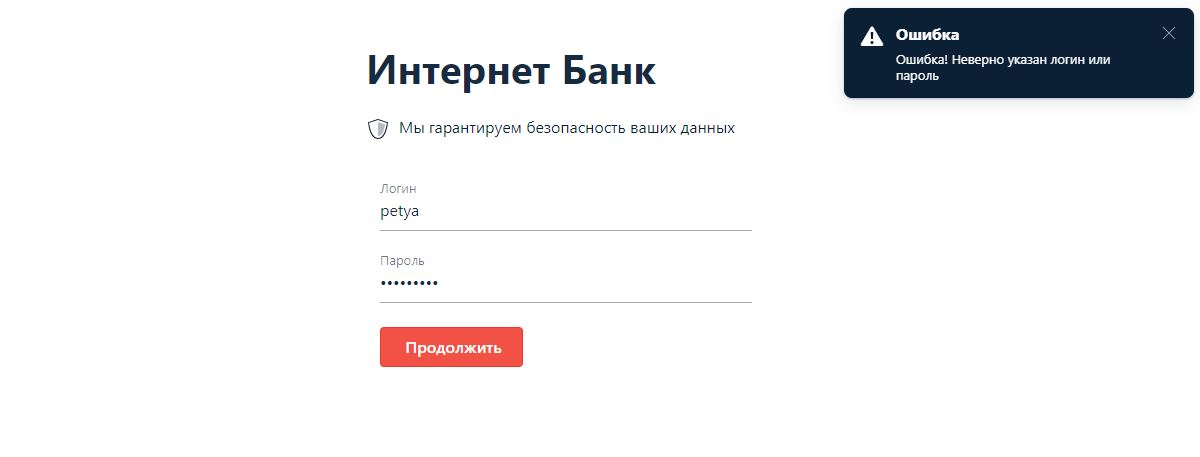 Ошибка
Ошибка! Неверно указан логин или
пароль
Интернет Банк
Мы гарантируем безопасность ваших данных
Логин
petya
Пароль
•••••••••
Продолжить